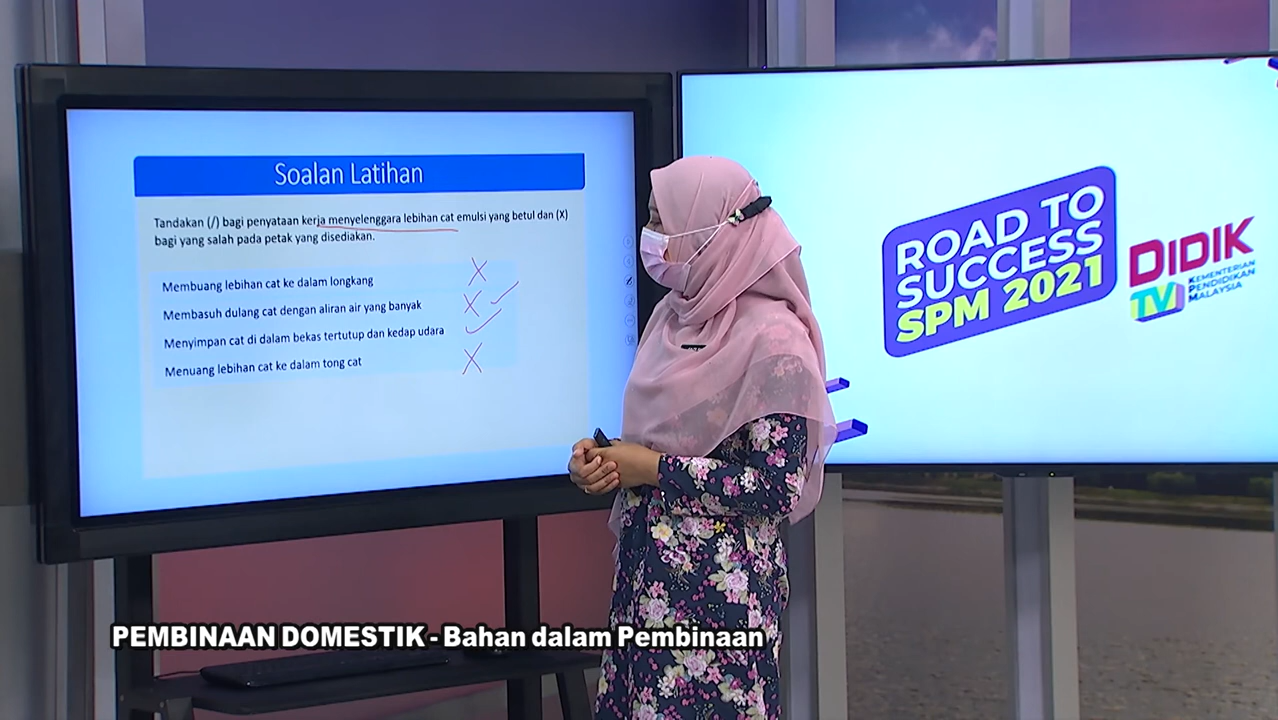 Soalan Latihan
Tandakan (/) bagi penyataan kerja menyelenggara lebihan cat emulsi yang betul dan (X)
bagi yang salah pada petak yang disediakan.
Membuang lebihan cat ke dalam longkang X
Membasuh dulang cat dengan aliran air yang banyak X ✓
Menyimpan cat di dalam bekas tertutup dan kedap udara ✓
Menuang lebihan cat ke dalam tong cat X
ROAD TO
SUCCESS
SPM 2021
DIDIK
TV
KEMENTERIAN
PENDIDIKAN
MALAYSIA
PEMBINAAN DOMESTIK - Bahan dalam Pembinaan